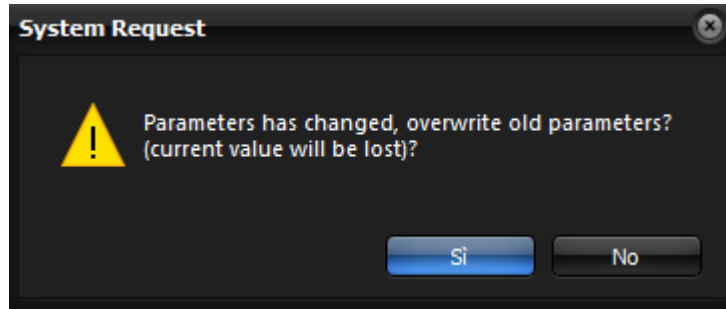 System Request
Parameters has changed, overwrite old parameters?
(current value will be lost)?
Sì
No